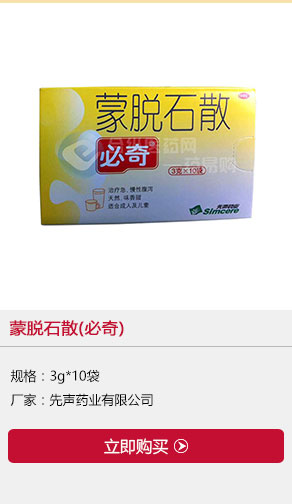 蒙脱石散
必奇
3克×10袋
治疗急、慢性腹泻
天然、味香甜
适合成人及儿童
先声药业
Simcere
蒙脱石散(必奇)
规格：3g*10袋
厂家：先声药业有限公司
立即购买